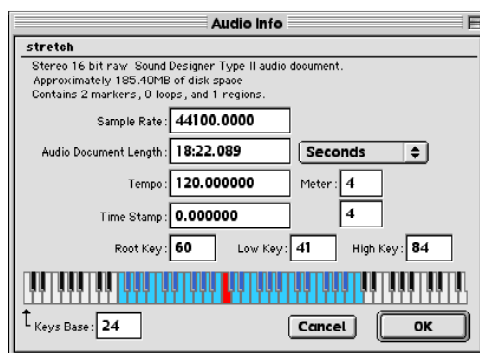 Audio Info
stretch
Stereo 16 bit raw Sound Designer Type II audio document.
Approximately 185.40MB of disk space
Contains 2 markers, 0 loops, and 1 regions.
Sample Rate: 44100.0000
Audio Document Length: 18:22.089 Seconds
Tempo: 120.000000 Meter: 4
Time Stamp: 0.000000 4
Root Key: 60 Low Key: 41 High Key: 84
Keys Base: 24 Cancel OK